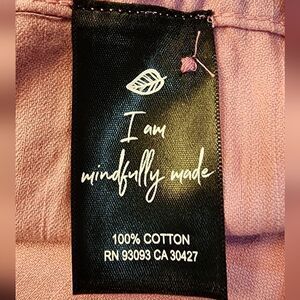 I am
mindfully made
100% COTTON
RN 93093 CA 30427